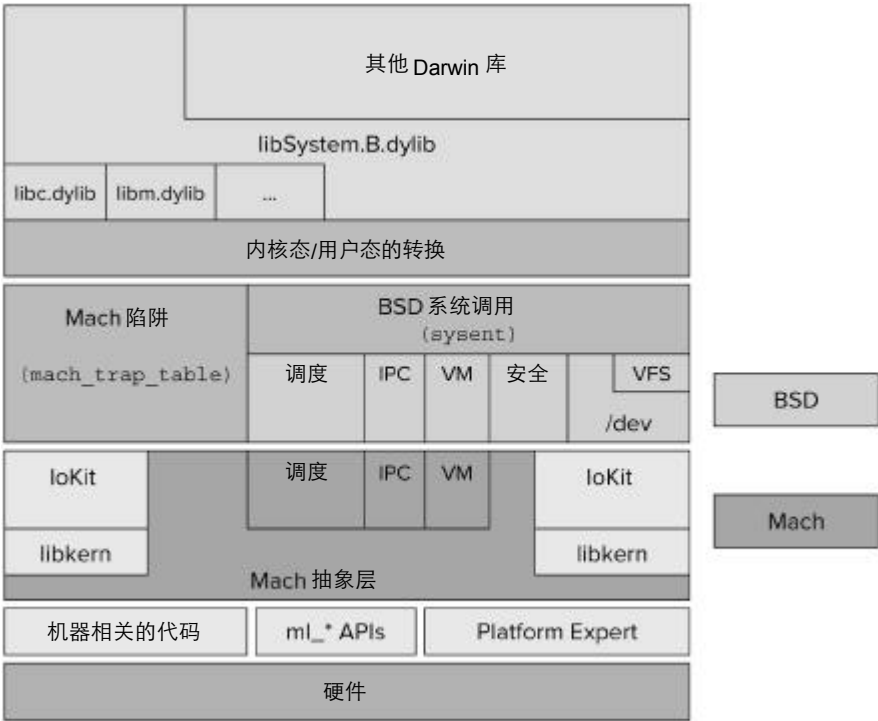 其他 Darwin 库
libSystem.B.dylib
libc.dylib
libm.dylib
...
内核态/用户态的转换
Mach 陷阱
(mach_trap_table)
BSD 系统调用
(sysent)
调度
IPC
VM
安全
VFS
/dev
BSD
IoKit
调度
IPC
VM
IoKit
Mach
libkern
libkern
Mach 抽象层
机器相关的代码
ml_* APIs
Platform Expert
硬件